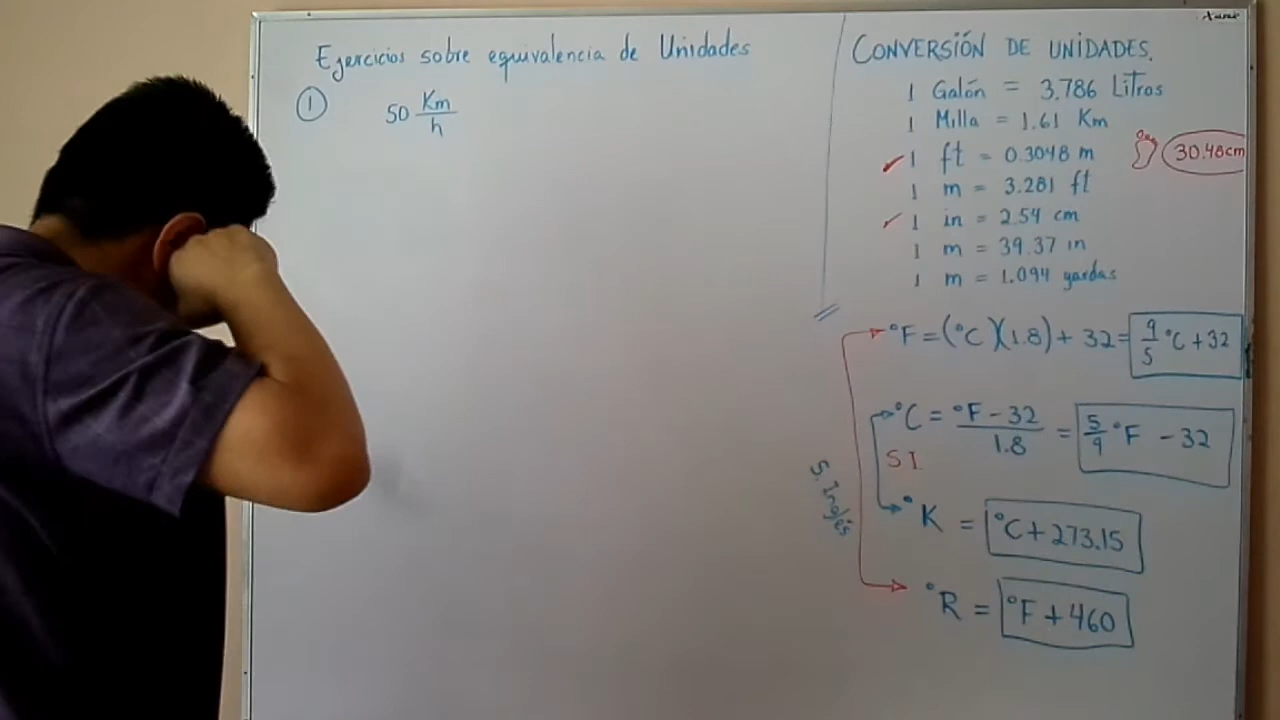 Ejercicios sobre equivalencia de Unidades
① 50 Km/h
CONVERSIÓN DE UNIDADES.
1 Galón = 3.786 Litros
1 Milla = 1.61 Km
✓ 1 ft = 0.3048 m 30.48cm
1 m = 3.281 ft
✓ 1 in = 2.54 cm
1 m = 39.37 in
1 m = 1.094 yardas
°F = (°C)(1.8) + 32 = 9/5 °C + 32
°C = °F - 32 / 1.8 = 5/9 °F - 32
SI
S. Inglés
°K = °C + 273.15
°R = °F + 460